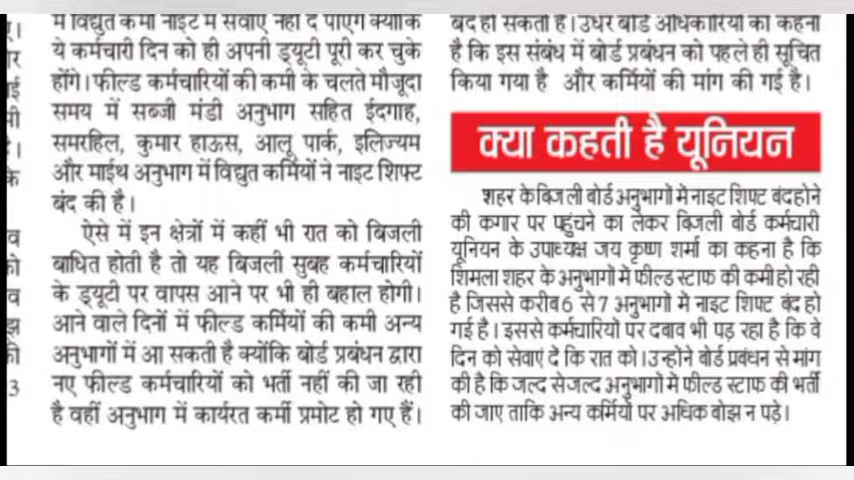 में विद्युत कर्मी नाइट में सेवाएं नहीं दे पाएंगे क्योंकि
ये कर्मचारी दिन को ही अपनी ड्यूटी पूरी कर चुके
होंगे। फील्ड कर्मचारियों की कमी के चलते मौजूदा
समय में सब्जी मंडी अनुभाग सहित ईदगाह,
समरहिल, कुमार हाऊस, आलू पार्क, इलिज्यम
और माईथ अनुभाग में विद्युत कर्मियों ने नाइट शिफ्ट
बंद की है।
ऐसे में इन क्षेत्रों में कहीं भी रात को बिजली
बाधित होती है तो यह बिजली सुबह कर्मचारियों
के ड्यूटी पर वापस आने पर भी ही बहाल होगी।
आने वाले दिनों में फील्ड कर्मियों की कमी अन्य
अनुभागों में आ सकती है क्योंकि बोर्ड प्रबंधन द्वारा
नए फील्ड कर्मचारियों को भर्ती नहीं की जा रही
है वहीं अनुभाग में कार्यरत कर्मी प्रमोट हो गए हैं।
बंद हो सकती है। उधर बोर्ड अधिकारियों का कहना
है कि इस संबंध में बोर्ड प्रबंधन को पहले ही सूचित
किया गया है और कर्मियों की मांग की गई है।
क्या कहती है यूनियन
शहर के बिजली बोर्ड अनुभागों में नाइट शिफ्ट बंद होने
की कगार पर पहुंचने का लेकर बिजली बोर्ड कर्मचारी
यूनियन के उपाध्यक्ष जय कृष्ण शर्मा का कहना है कि
शिमला शहर के अनुभागों में फील्ड स्टाफ की कमी हो रही
है जिससे करीब 6 से 7 अनुभागों में नाइट शिफ्ट बंद हो
गई है। इससे कर्मचारियों पर दबाव भी पड़ रहा है कि वे
दिन को सेवाएं दें कि रात को। उन्होंने बोर्ड प्रबंधन से मांग
की है कि जल्द से जल्द अनुभागों में फील्ड स्टाफ की भर्ती
की जाए ताकि अन्य कर्मियों पर अधिक बोझ न पड़े।